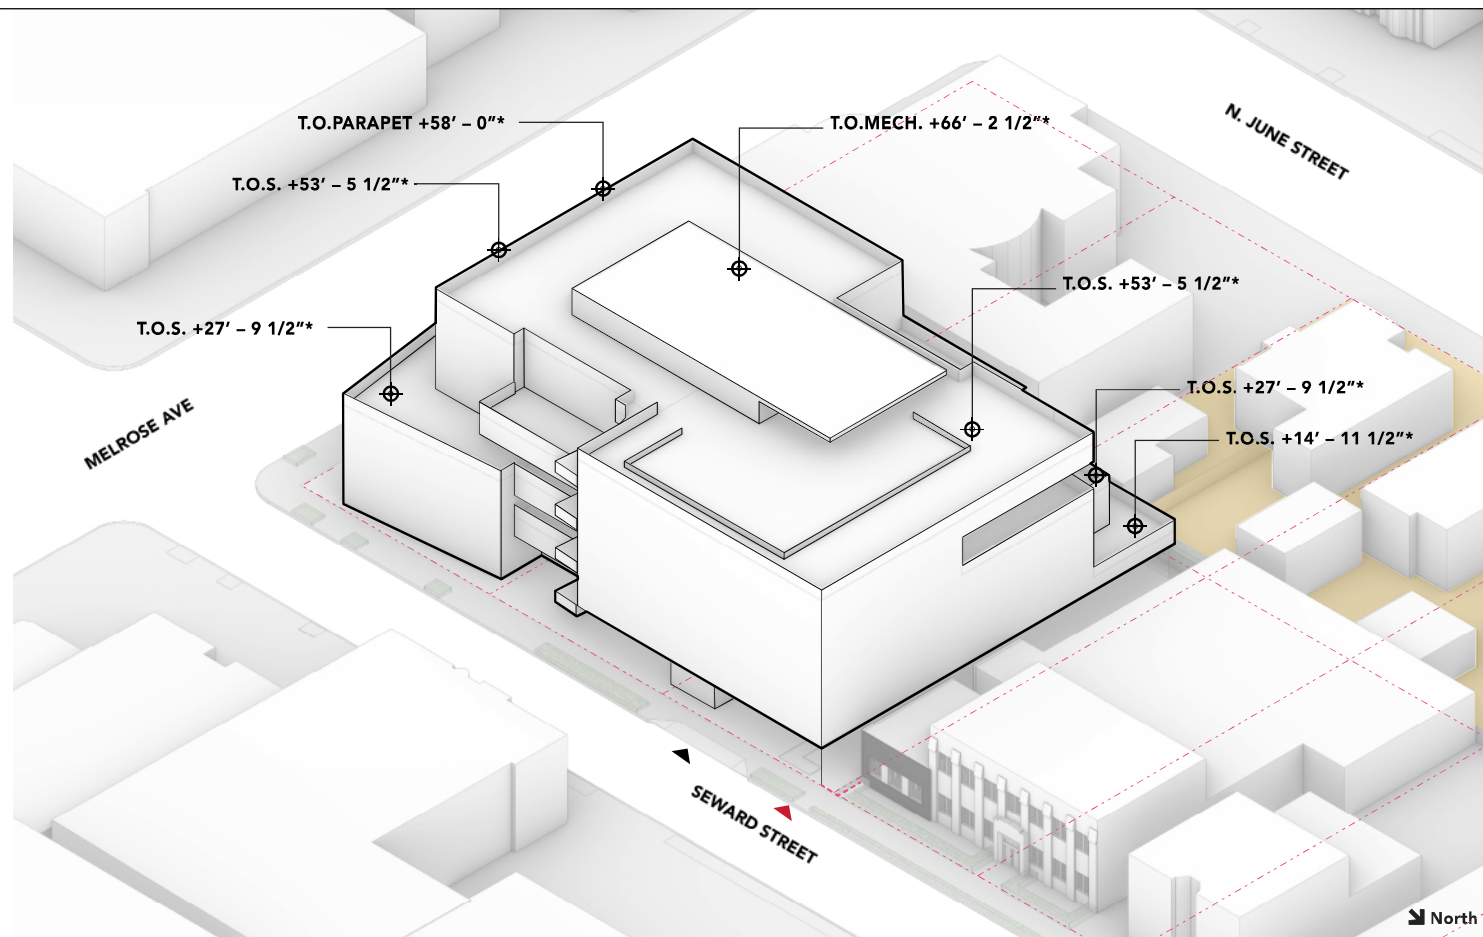 T.O.PARAPET +58’ – 0”*
T.O.MECH. +66’ – 2 1/2”*
N. JUNE STREET
T.O.S. +53’ – 5 1/2”*
T.O.S. +53’ – 5 1/2”*
T.O.S. +27’ – 9 1/2”*
T.O.S. +27’ – 9 1/2”*
MELROSE AVE
T.O.S. +14’ – 11 1/2”*
SEWARD STREET
North